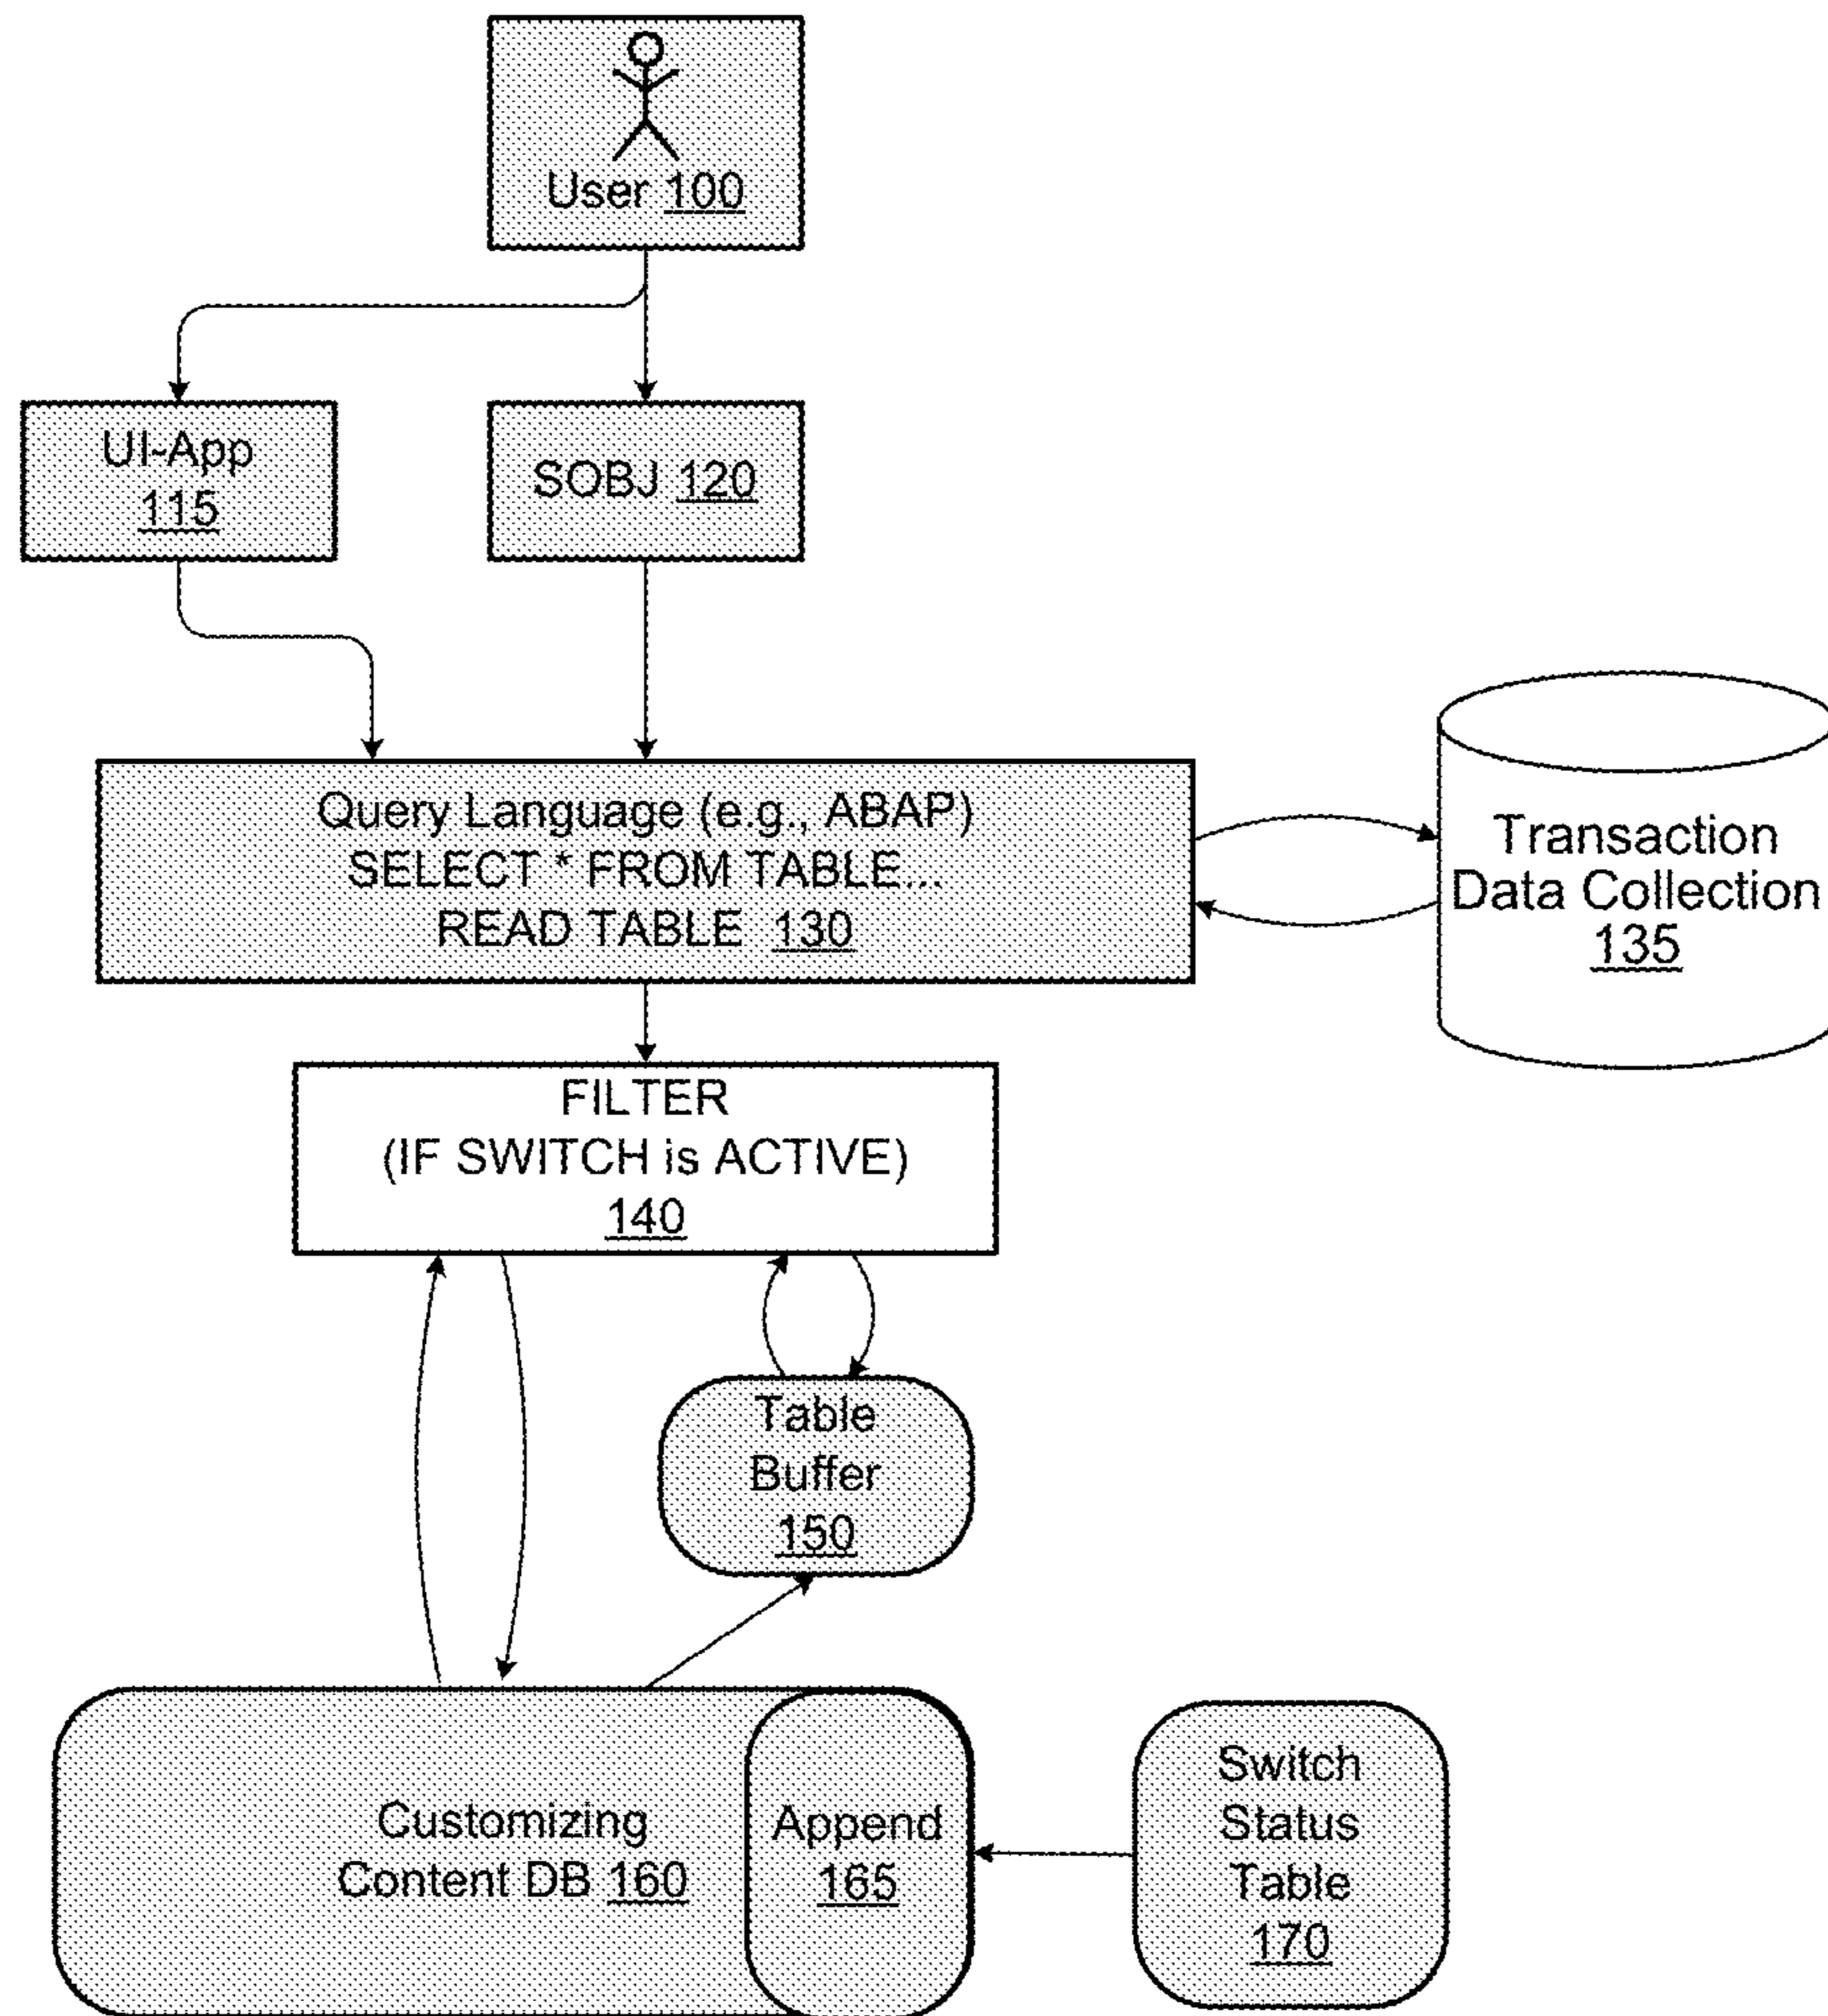 User 100
UI-App
115
SOBJ 120
Query Language (e.g., ABAP)
SELECT * FROM TABLE...
READ TABLE 130
Transaction
Data Collection
135
FILTER
(IF SWITCH is ACTIVE)
140
Table
Buffer
150
Customizing
Content DB 160
Append
165
Switch
Status
Table
170